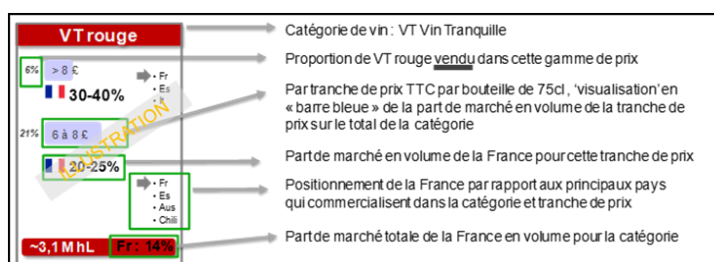 VT rouge
Catégorie de vin : VT Vin Tranquille
6%
> 8 £
Proportion de VT rouge vendu dans cette gamme de prix
30-40%
• Fr
• Es
• It
Par tranche de prix TTC par bouteille de 75cl, ‘visualisation’ en
« barre bleue » de la part de marché en volume de la tranche de
prix sur le total de la catégorie
21%
6 à 8 £
ILLUSTRATION
20-25%
Part de marché en volume de la France pour cette tranche de prix
• Fr
• Es
• Aus
• Chili
Positionnement de la France par rapport aux principaux pays
qui commercialisent dans la catégorie et tranche de prix
~3,1 MhL
Fr : 14%
Part de marché totale de la France en volume pour la catégorie